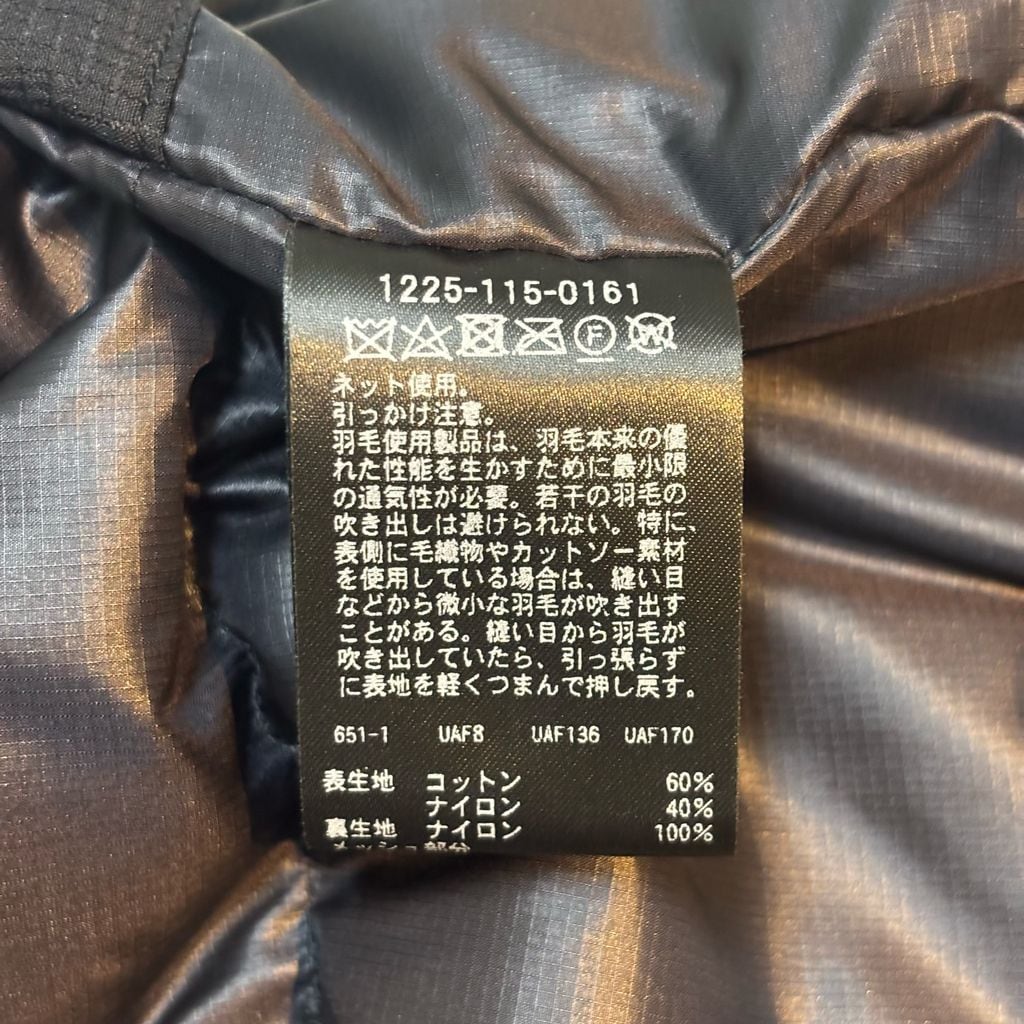 1225-115-0161
F W
ネット使用。
引っかけ注意。
羽毛使用製品は、羽毛本来の優
れた性能を生かすために最小限
の通気性が必要。若干の羽毛の
吹き出しは避けられない。特に、
表側に毛織物やカットソー素材
を使用している場合は、縫い目
などから微小な羽毛が吹き出す
ことがある。縫い目から羽毛が
吹き出していたら、引っ張らず
に表地を軽くつまんで押し戻す。
651-1 UAF8 UAF136 UAF170
表生地 コットン 60%
ナイロン 40%
裏生地 ナイロン 100%
メッシュ部分